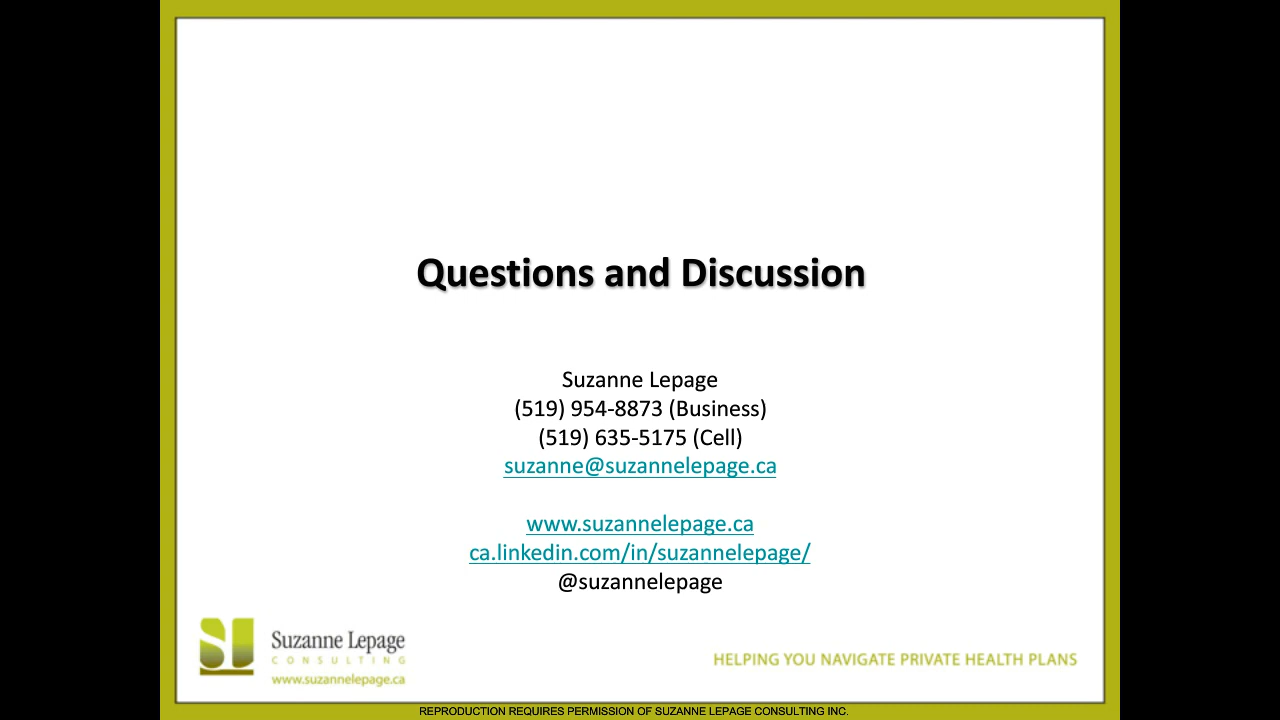 Questions and Discussion
Suzanne Lepage
(519) 954-8873 (Business)
(519) 635-5175 (Cell)
suzanne@suzannelepage.ca
www.suzannelepage.ca
ca.linkedin.com/in/suzannelepage/
@suzannelepage
Suzanne Lepage
CONSULTING
www.suzannelepage.ca
HELPING YOU NAVIGATE PRIVATE HEALTH PLANS
REPRODUCTION REQUIRES PERMISSION OF SUZANNE LEPAGE CONSULTING INC.